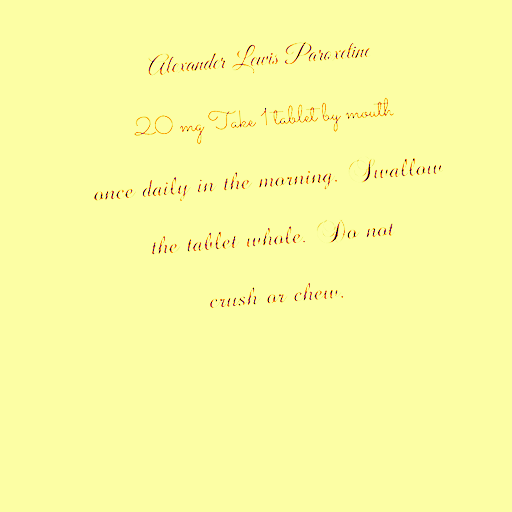 Alexander Lewis Paroxetine
20 mg Take 1 tablet by mouth
once daily in the morning. Swallow
the tablet whole. Do not
crush or chew.